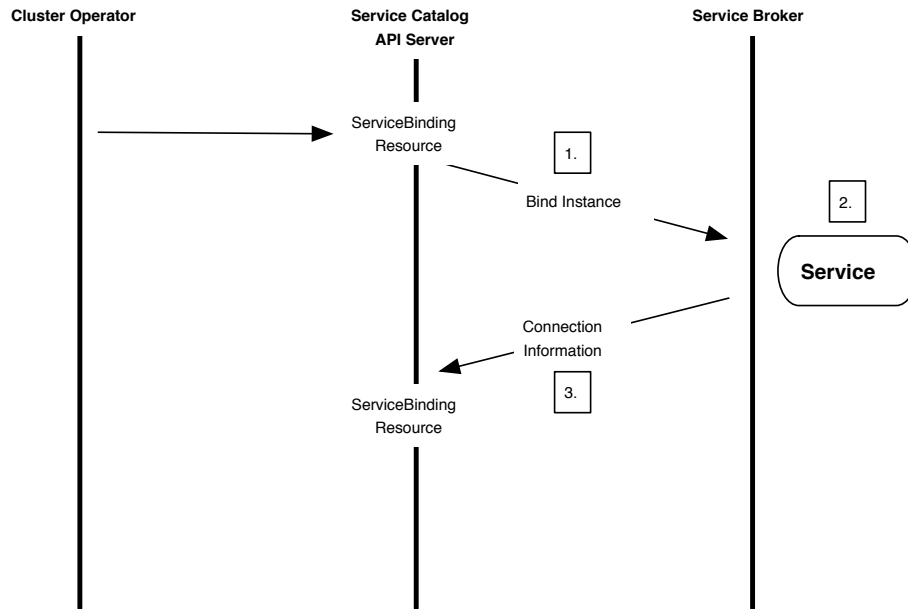 Cluster Operator
Service Catalog
API Server
Service Broker
ServiceBinding
Resource
1.
Bind Instance
2.
Service
Connection
Information
3.
ServiceBinding
Resource